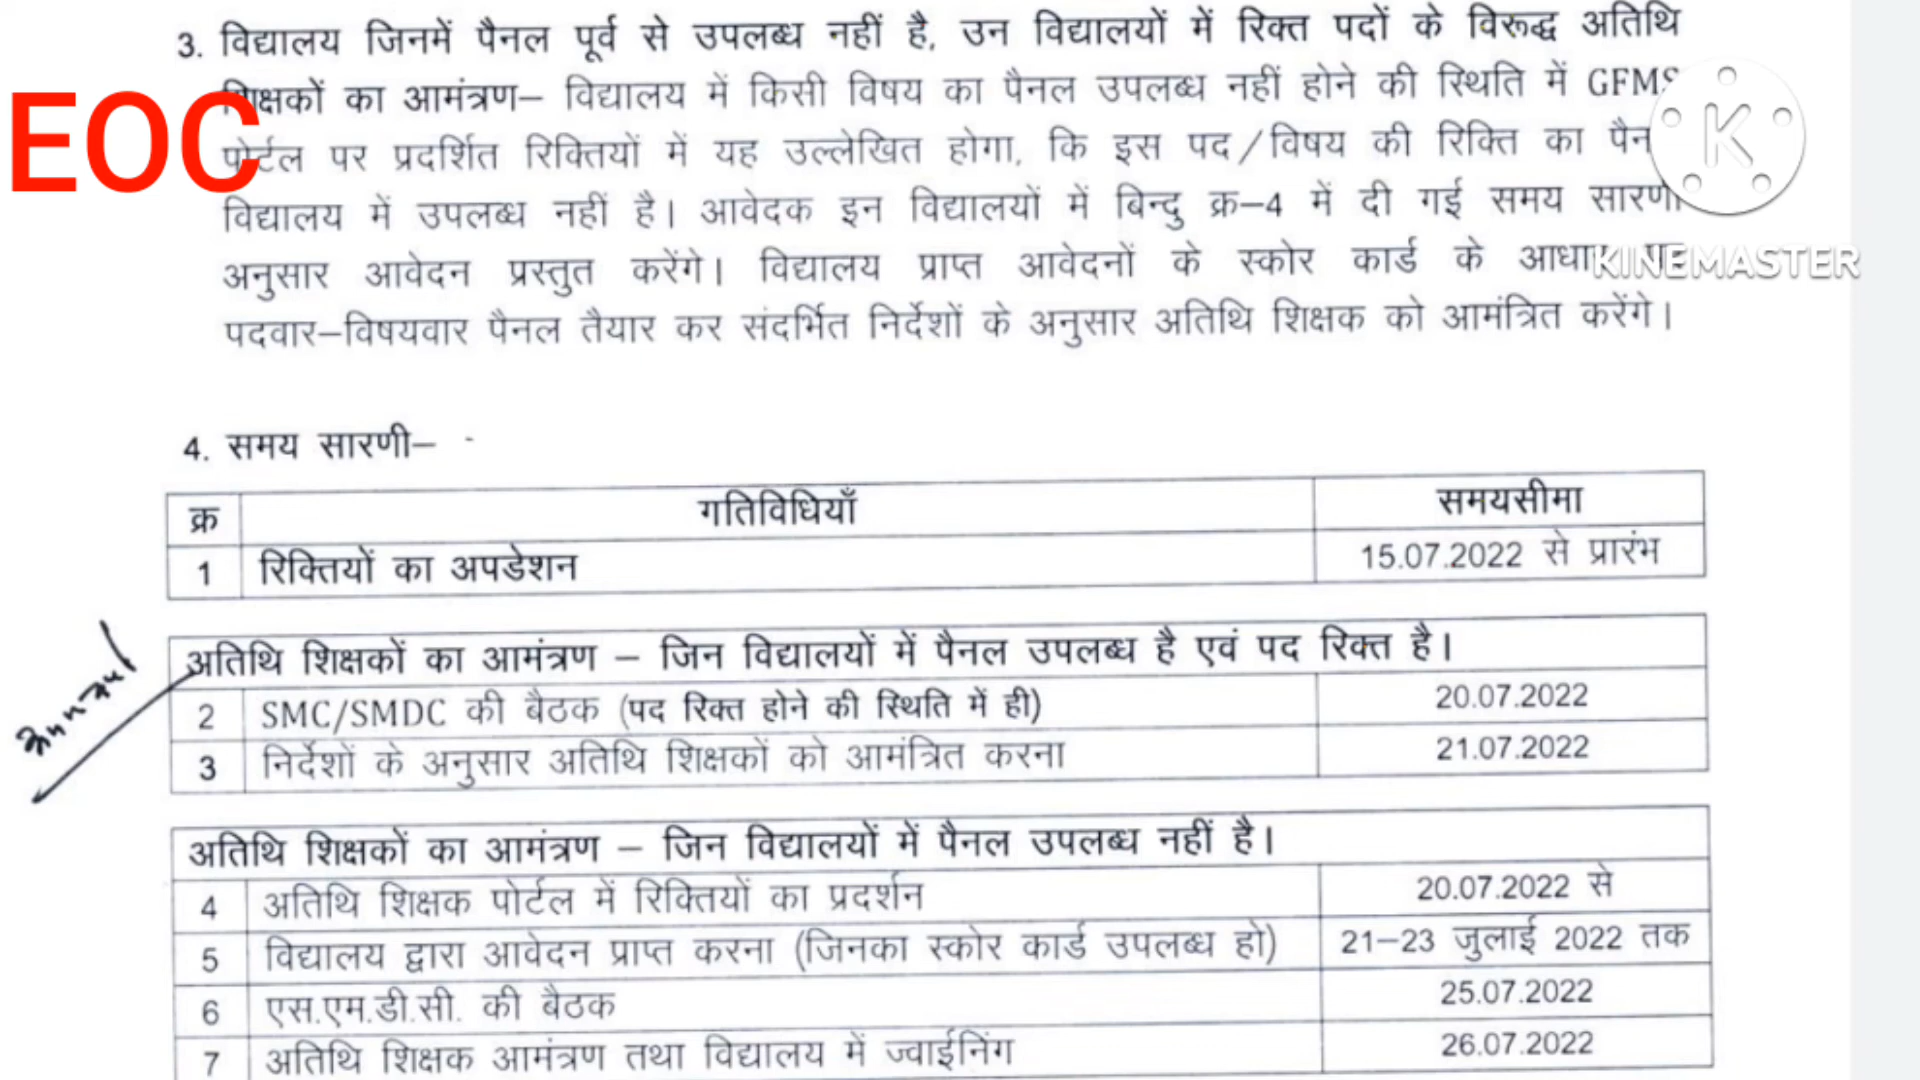 3. विद्यालय जिनमें पैनल पूर्व से उपलब्ध नहीं है, उन विद्यालयों में रिक्त पदों के विरूद्ध अतिथि
शिक्षकों का आमंत्रण– विद्यालय में किसी विषय का पैनल उपलब्ध नहीं होने की स्थिति में GFMS
EOC
पोर्टल पर प्रदर्शित रिक्तियों में यह उल्लेखित होगा, कि इस पद/विषय की रिक्ति का
K
विद्यालय में उपलब्ध नहीं है। आवेदक इन विद्यालयों में बिन्दु क्र–4 में दी गई समय सारणी
अनुसार आवेदन प्रस्तुत करेंगे। विद्यालय प्राप्त आवेदनों के स्कोर कार्ड के
KINEMASTER
पदवार–विषयवार पैनल तैयार कर संदर्भित निर्देशों के अनुसार अतिथि शिक्षक को आमंत्रित करेंगे।
4. समय सारणी–
क्र गतिविधियाँ समयसीमा
1 रिक्तियों का अपडेशन 15.07.2022 से प्रारंभ
अतिथि शिक्षकों का आमंत्रण – जिन विद्यालयों में पैनल उपलब्ध है एवं पद रिक्त है।
2 SMC/SMDC की बैठक (पद रिक्त होने की स्थिति में ही) 20.07.2022
3 निर्देशों के अनुसार अतिथि शिक्षकों को आमंत्रित करना 21.07.2022
अतिथि शिक्षकों का आमंत्रण – जिन विद्यालयों में पैनल उपलब्ध नहीं है।
4 अतिथि शिक्षक पोर्टल में रिक्तियों का प्रदर्शन 20.07.2022 से
5 विद्यालय द्वारा आवेदन प्राप्त करना (जिनका स्कोर कार्ड उपलब्ध हो) 21–23 जुलाई 2022 तक
6 एस.एम.डी.सी. की बैठक 25.07.2022
7 अतिथि शिक्षक आमंत्रण तथा विद्यालय में ज्वाईनिंग 26.07.2022